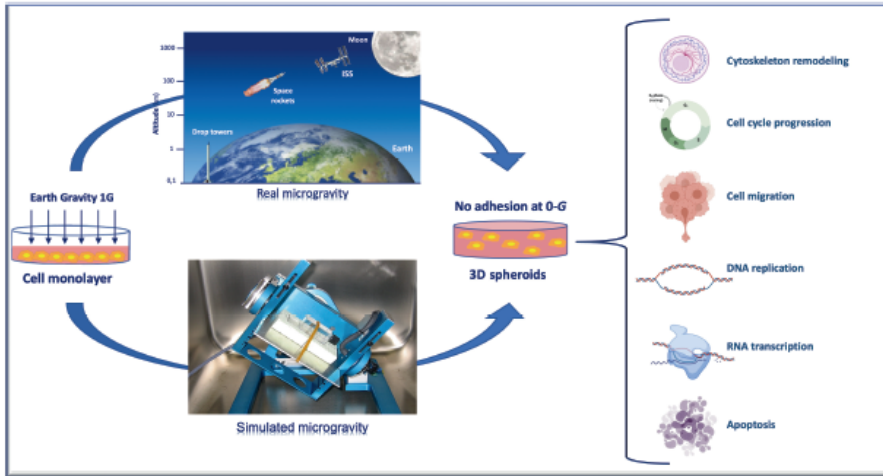 Moon
1000
ISS
100
Space
rockets
Altitude (km)
10
Drop towers
1
Earth
0,1
Real microgravity
Earth Gravity 1G
Cell monolayer
No adhesion at 0-G
3D spheroids
Simulated microgravity
Cytoskeleton remodeling
Cell cycle progression
Cell migration
DNA replication
RNA transcription
Apoptosis